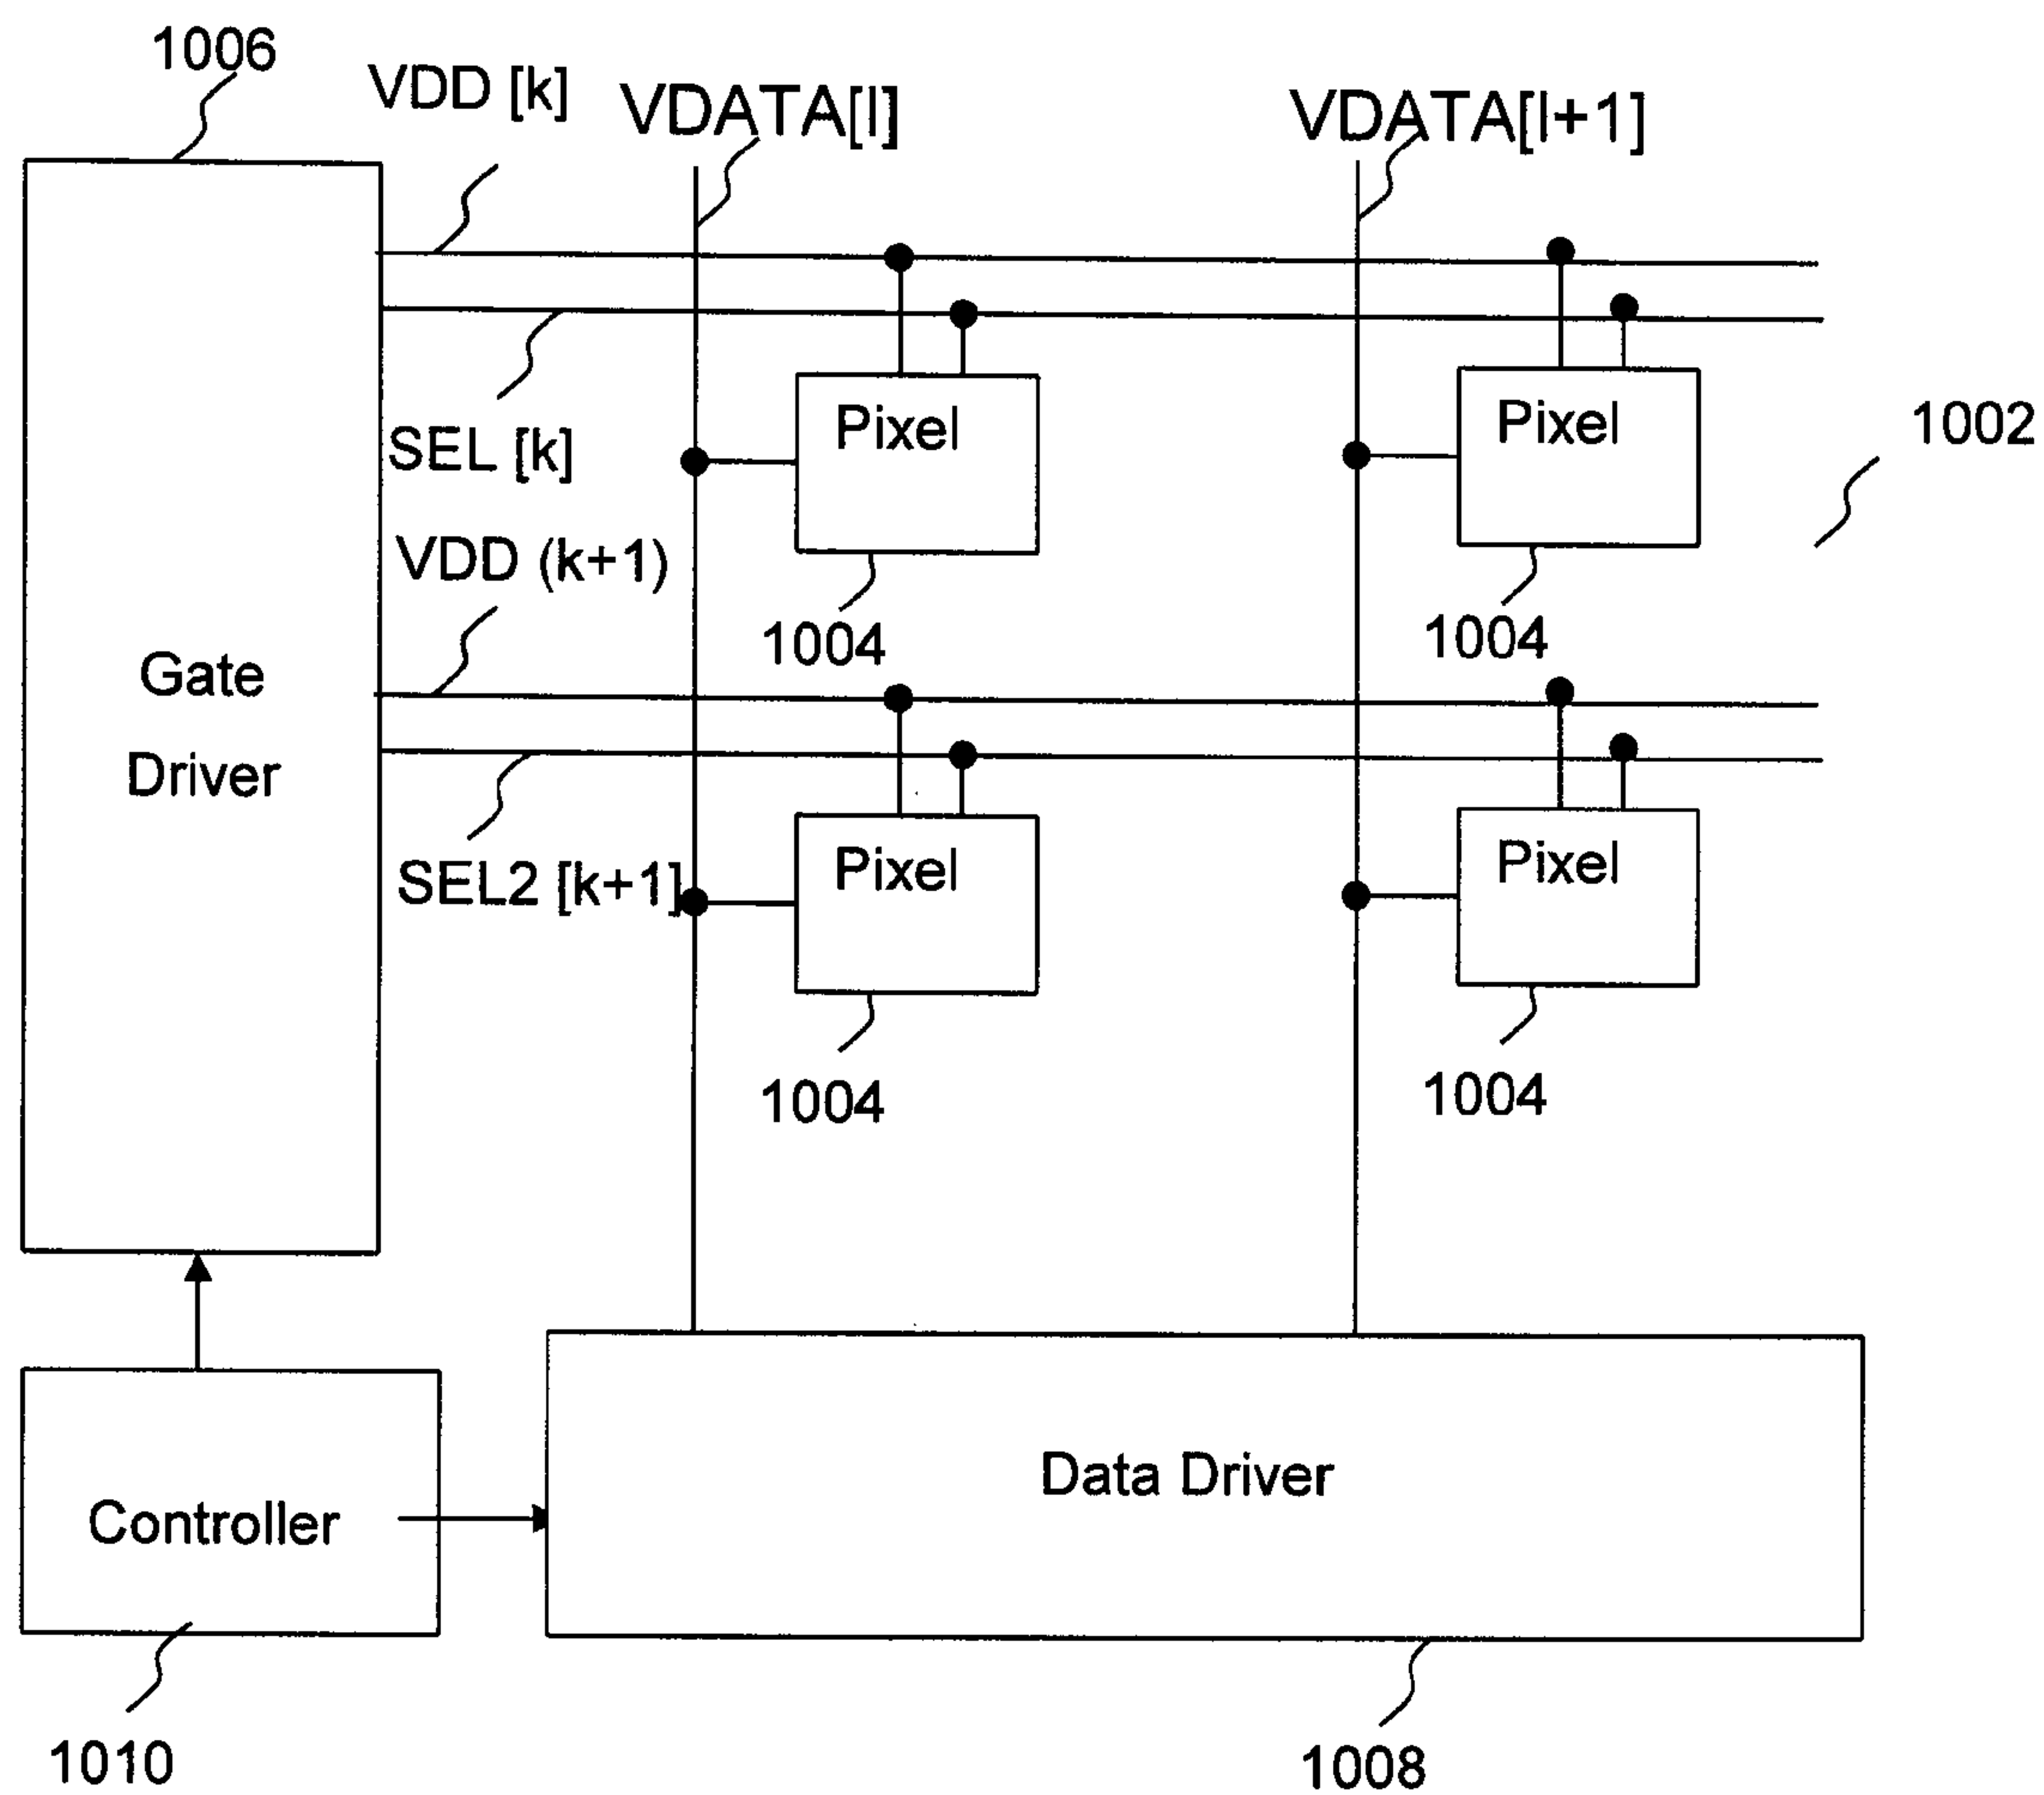 1006
VDD [k]
VDATA[l]
VDATA[l+1]
SEL [k]
Pixel
Pixel
1002
VDD (k+1)
1004
1004
Gate
Driver
SEL2 [k+1]
Pixel
Pixel
1004
1004
Controller
Data Driver
1010
1008